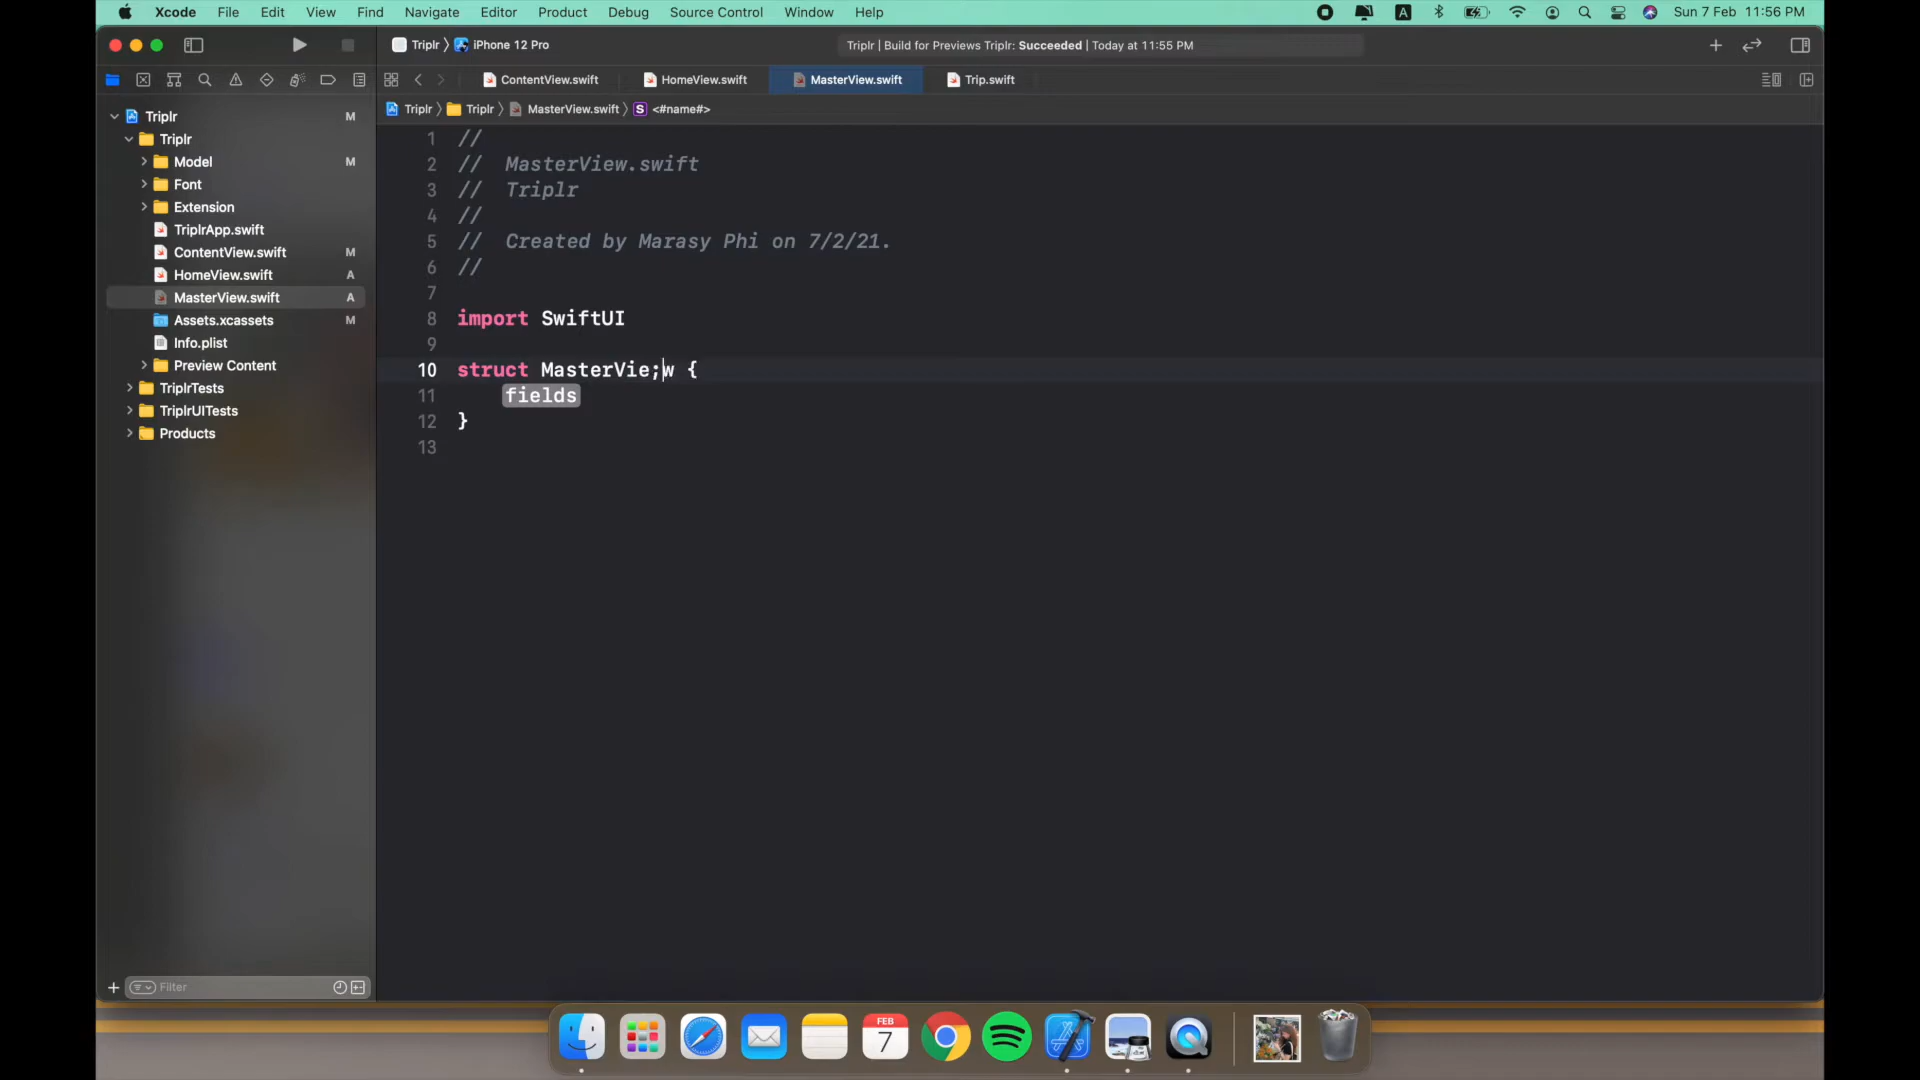 Xcode File Edit View Find Navigate Editor Product Debug Source Control Window Help A Sun 7 Feb 11:56 PM
Triplr iPhone 12 Pro Triplr | Build for Previews Triplr: Succeeded | Today at 11:55 PM
ContentView.swift HomeView.swift MasterView.swift Trip.swift
Triplr Triplr MasterView.swift S <#name#>
Triplr M
Triplr
Model M
Font
Extension
TriplrApp.swift
ContentView.swift M
HomeView.swift A
MasterView.swift A
Assets.xcassets M
Info.plist
Preview Content
TriplrTests
TriplrUITests
Products
Filter
1 //
2 // MasterView.swift
3 // Triplr
4 //
5 // Created by Marasy Phi on 7/2/21.
6 //
7
8 import SwiftUI
9
10 struct MasterVie;w {
11 fields
12 }
13
FEB
7